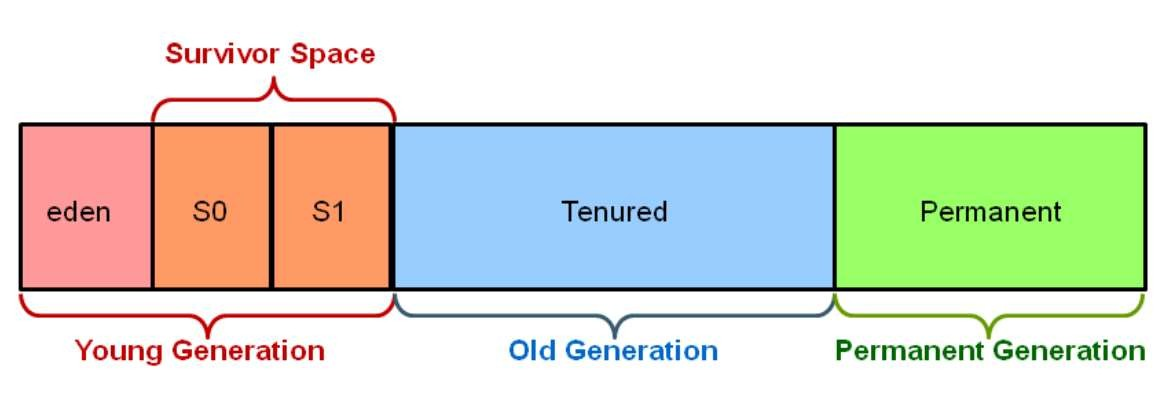 Survivor Space
eden S0 S1 Tenured Permanent
Young Generation Old Generation Permanent Generation